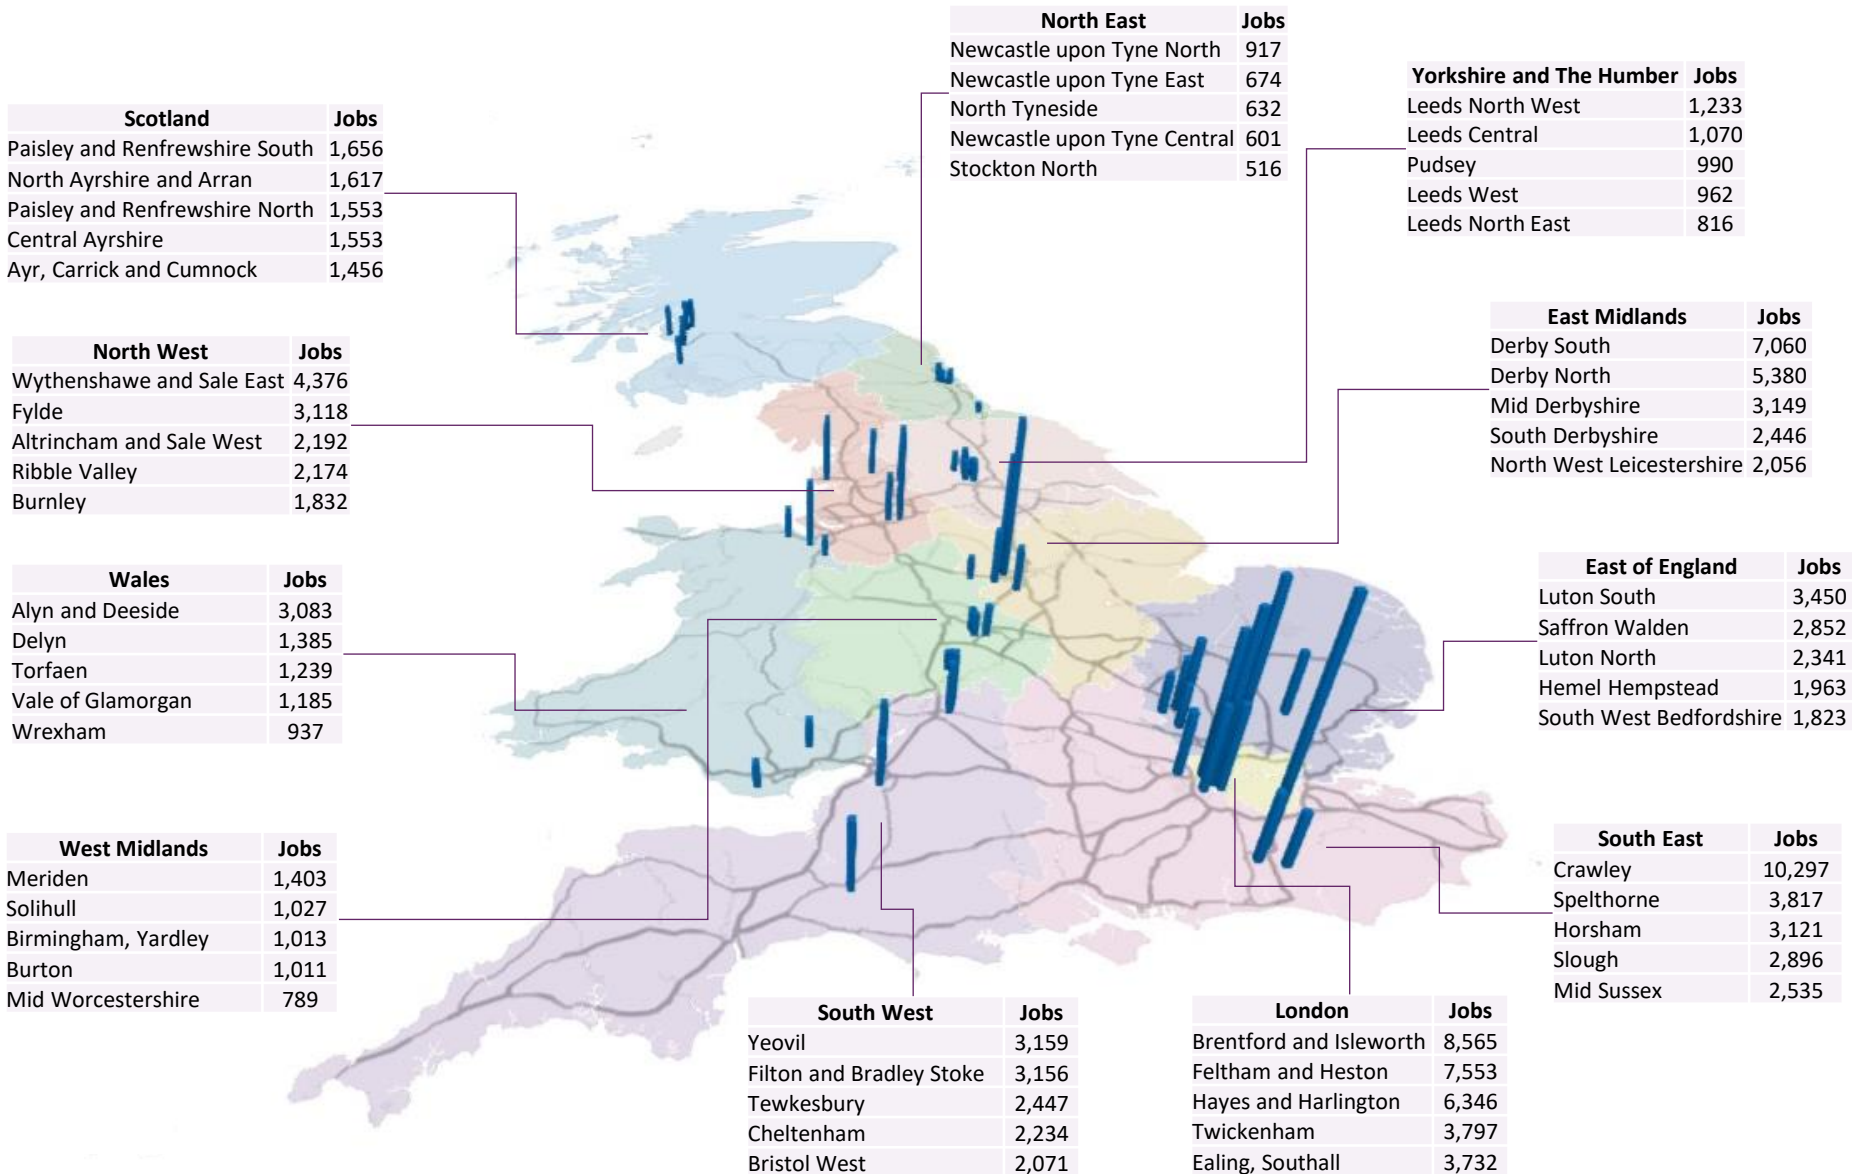 North East Jobs
Newcastle upon Tyne North 917
Newcastle upon Tyne East 674
North Tyneside 632
Newcastle upon Tyne Central 601
Stockton North 516
Yorkshire and The Humber Jobs
Leeds North West 1,233
Leeds Central 1,070
Pudsey 990
Leeds West 962
Leeds North East 816
Scotland Jobs
Paisley and Renfrewshire South 1,656
North Ayrshire and Arran 1,617
Paisley and Renfrewshire North 1,553
Central Ayrshire 1,553
Ayr, Carrick and Cumnock 1,456
East Midlands Jobs
Derby South 7,060
Derby North 5,380
Mid Derbyshire 3,149
South Derbyshire 2,446
North West Leicestershire 2,056
North West Jobs
Wythenshawe and Sale East 4,376
Fylde 3,118
Altrincham and Sale West 2,192
Ribble Valley 2,174
Burnley 1,832
East of England Jobs
Luton South 3,450
Saffron Walden 2,852
Luton North 2,341
Hemel Hempstead 1,963
South West Bedfordshire 1,823
Wales Jobs
Alyn and Deeside 3,083
Delyn 1,385
Torfaen 1,239
Vale of Glamorgan 1,185
Wrexham 937
South East Jobs
Crawley 10,297
Spelthorne 3,817
Horsham 3,121
Slough 2,896
Mid Sussex 2,535
West Midlands Jobs
Meriden 1,403
Solihull 1,027
Birmingham, Yardley 1,013
Burton 1,011
Mid Worcestershire 789
South West Jobs
Yeovil 3,159
Filton and Bradley Stoke 3,156
Tewkesbury 2,447
Cheltenham 2,234
Bristol West 2,071
London Jobs
Brentford and Isleworth 8,565
Feltham and Heston 7,553
Hayes and Harlington 6,346
Twickenham 3,797
Ealing, Southall 3,732